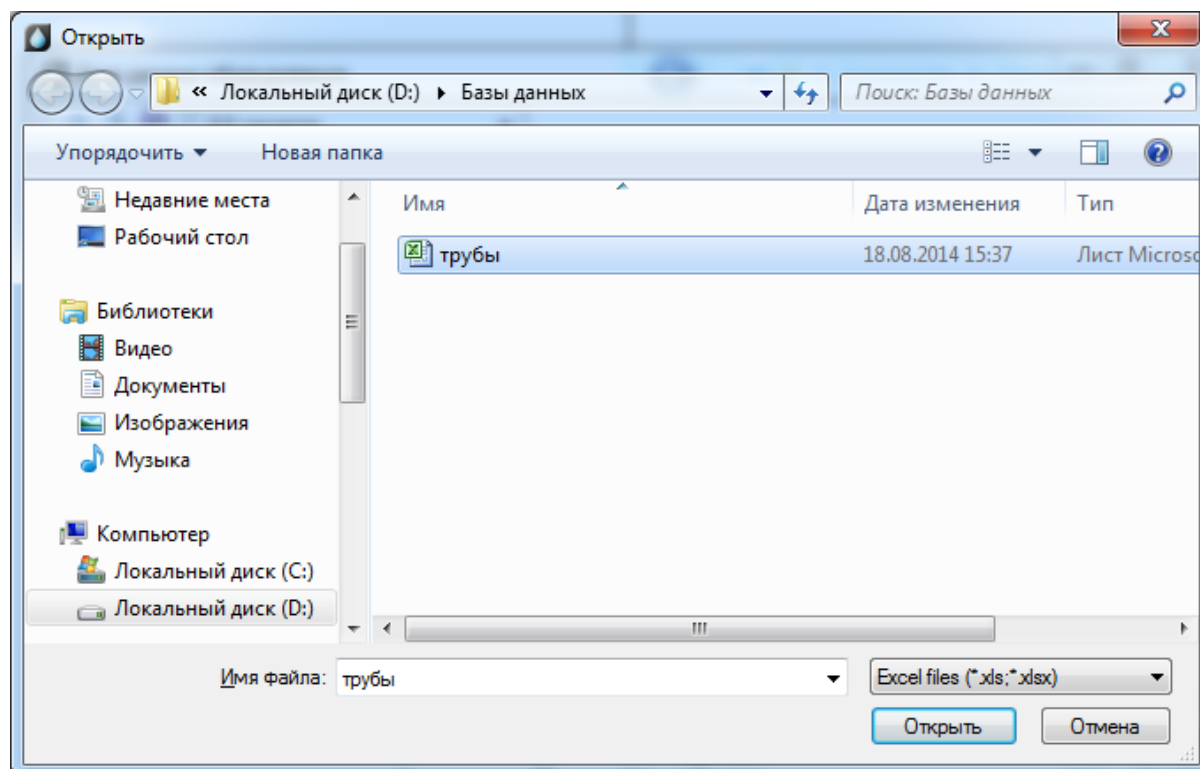 Открыть
« Локальный диск (D:) Базы данных
Поиск: Базы данных
Упорядочить Новая папка
Имя Дата изменения Тип
трубы 18.08.2014 15:37 Лист Microso
Недавние места
Рабочий стол
Библиотеки
Видео
Документы
Изображения
Музыка
Компьютер
Локальный диск (C:)
Локальный диск (D:)
Имя файла: трубы Excel files (*.xls;*.xlsx)
Открыть Отмена